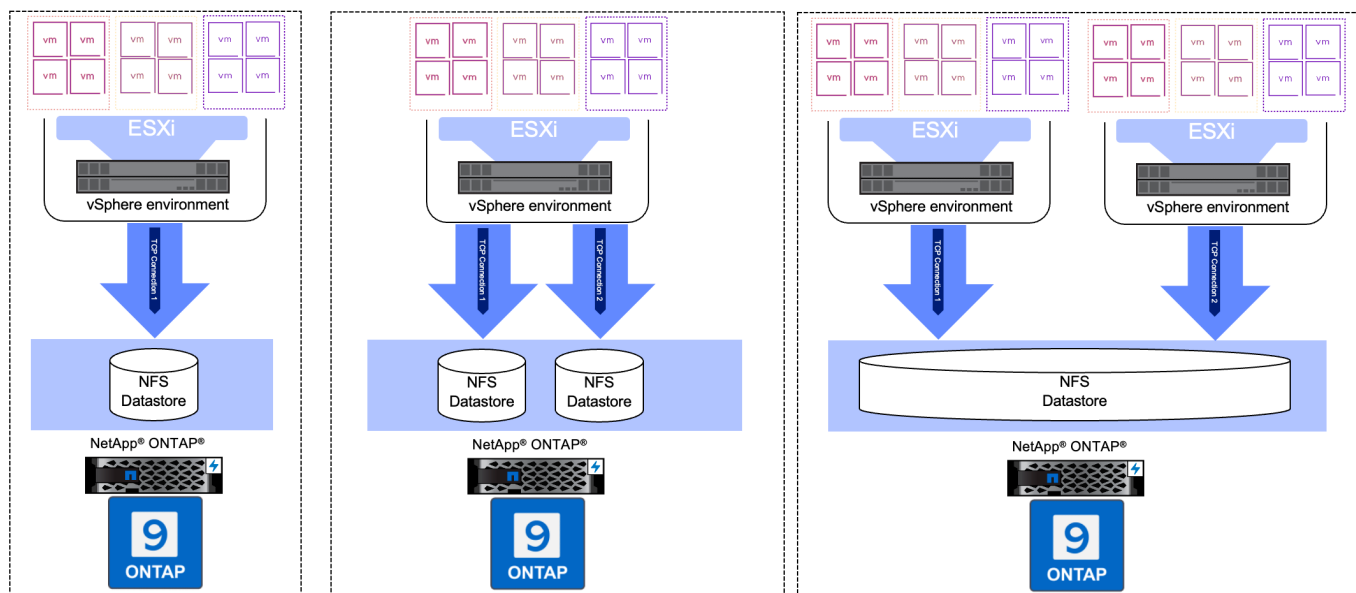 vm vm vm vm vm vm
vm vm vm vm vm vm
ESXi
vSphere environment
TCP Connection 1
NFS
Datastore
NetApp® ONTAP®
9
ONTAP
vm vm vm vm vm vm
vm vm vm vm vm vm
ESXi
vSphere environment
TCP Connection 1
TCP Connection 2
NFS
Datastore
NFS
Datastore
NetApp® ONTAP®
9
ONTAP
vm vm vm vm vm vm
vm vm vm vm vm vm
ESXi
vSphere environment
TCP Connection 1
vm vm vm vm vm vm
vm vm vm vm vm vm
ESXi
vSphere environment
TCP Connection 2
NFS
Datastore
NetApp® ONTAP®
9
ONTAP